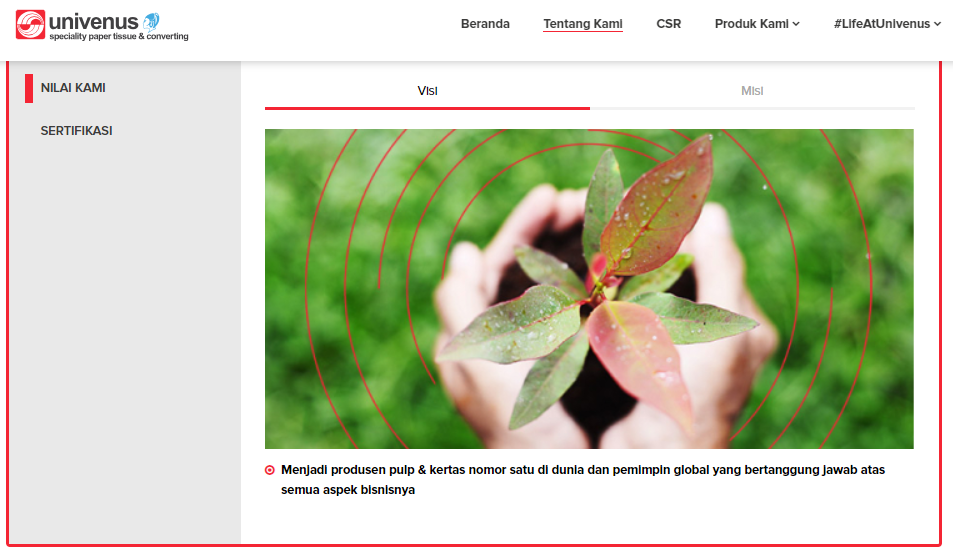 univenus
speciality paper tissue & converting
Beranda
Tentang Kami
CSR
Produk Kami
#LifeAtUnivenus
NILAI KAMI
SERTIFIKASI
Visi
Misi
Menjadi produsen pulp & kertas nomor satu di dunia dan pemimpin global yang bertanggung jawab atas
semua aspek bisnisnya